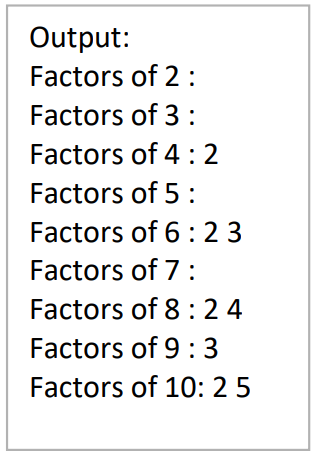 Output:
Factors of 2 :
Factors of 3 :
Factors of 4 : 2
Factors of 5 :
Factors of 6 : 2 3
Factors of 7 :
Factors of 8 : 2 4
Factors of 9 : 3
Factors of 10: 2 5